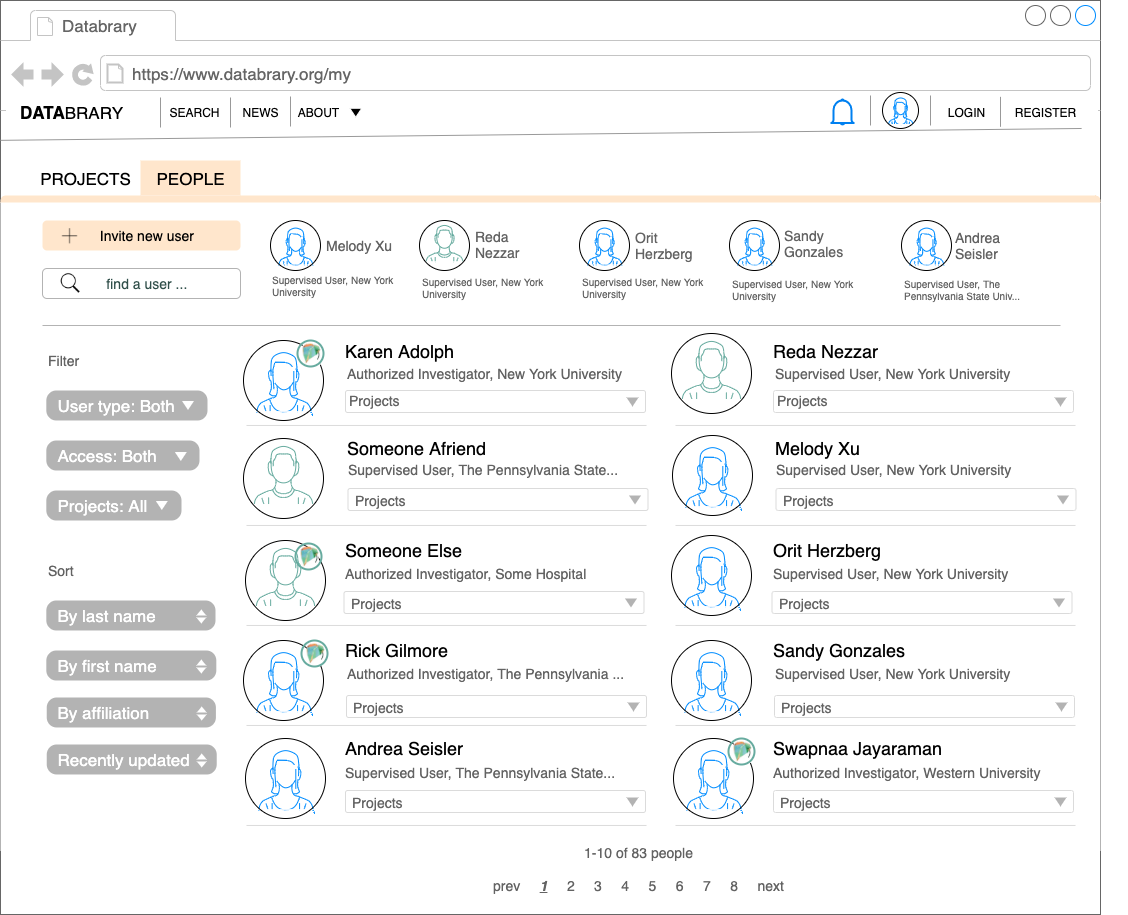 Databrary
https://www.databrary.org/my
DATABRARY SEARCH NEWS ABOUT LOGIN REGISTER
PROJECTS PEOPLE
Invite new user
find a user ...
Melody Xu
Supervised User, New York
University
Reda
Nezzar
Supervised User, New York
University
Orit
Herzberg
Supervised User, New York
University
Sandy
Gonzales
Supervised User, New York
University
Andrea
Seisler
Supervised User, The
Pennsylvania State Univ...
Filter
User type: Both
Access: Both
Projects: All
Sort
By last name
By first name
By affiliation
Recently updated
Karen Adolph
Authorized Investigator, New York University
Projects
Reda Nezzar
Supervised User, New York University
Projects
Someone Afriend
Supervised User, The Pennsylvania State...
Projects
Melody Xu
Supervised User, New York University
Projects
Someone Else
Authorized Investigator, Some Hospital
Projects
Orit Herzberg
Supervised User, New York University
Projects
Rick Gilmore
Authorized Investigator, The Pennsylvania ...
Projects
Sandy Gonzales
Supervised User, New York University
Projects
Andrea Seisler
Supervised User, The Pennsylvania State...
Projects
Swapnaa Jayaraman
Authorized Investigator, Western University
Projects
1-10 of 83 people
prev 1 2 3 4 5 6 7 8 next